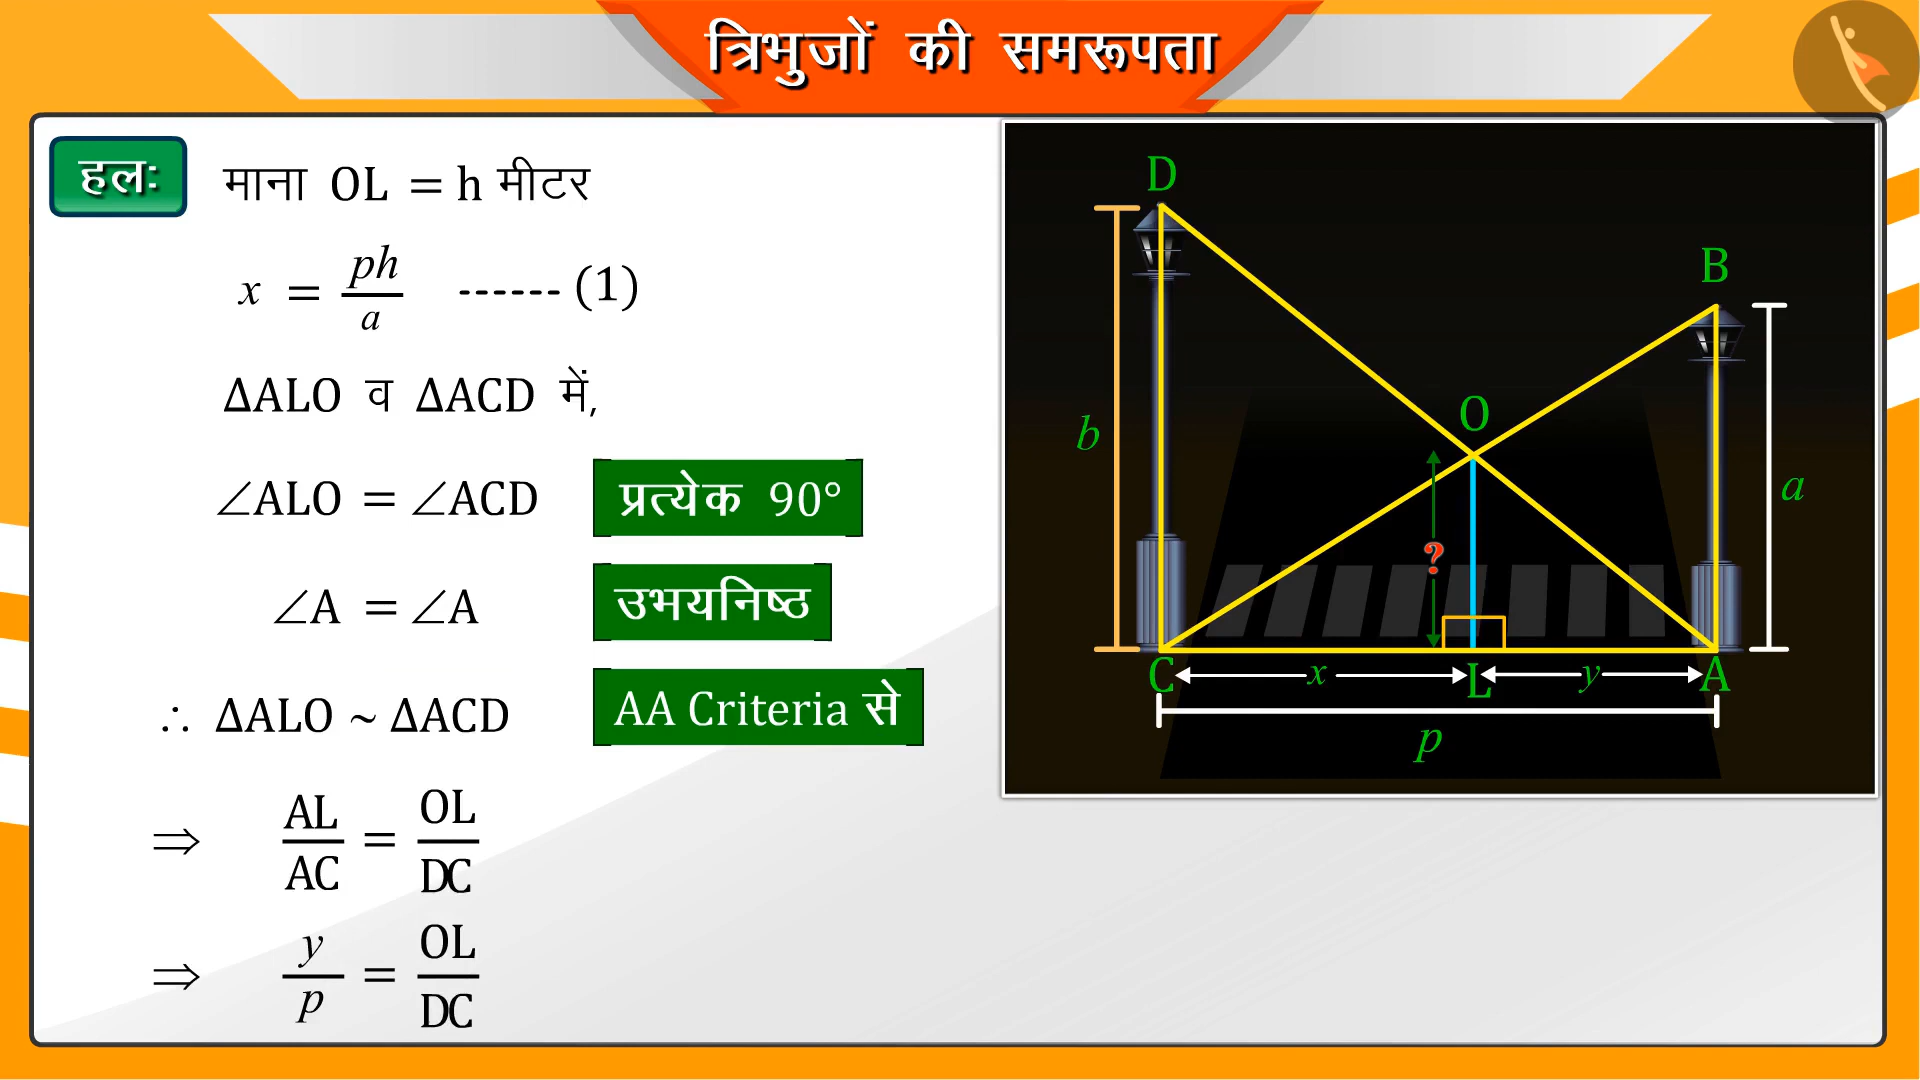 त्रिभुजों की समरूपता
हलः माना OL = h मीटर
x = ph/a ------ (1)
ΔALO व ΔACD में,
∠ALO = ∠ACD प्रत्येक 90°
∠A = ∠A उभयनिष्ठ
∴ ΔALO ~ ΔACD AA Criteria से
⇒ AL/AC = OL/DC
⇒ y/p = OL/DC
D
B
O
b
a
?
C x L y A
p